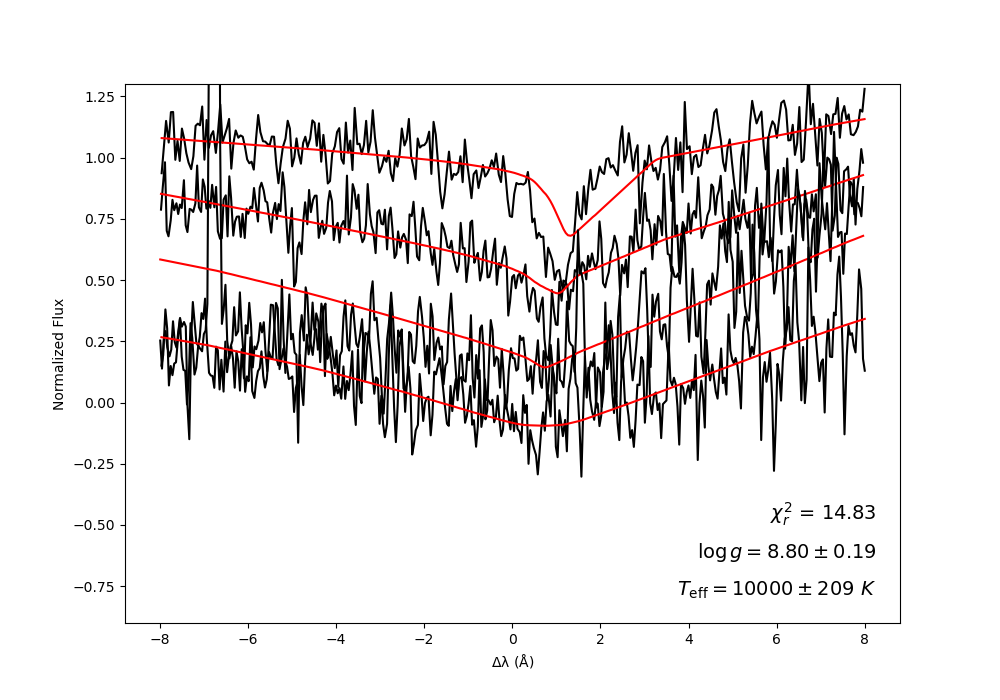 Normalized Flux
1.25
1.00
0.75
0.50
0.25
0.00
−0.25
−0.50
−0.75
χ²ᵣ = 14.83
log g = 8.80 ± 0.19
T_eff = 10000 ± 209 K
−8 −6 −4 −2 0 2 4 6 8
Δλ (Å)